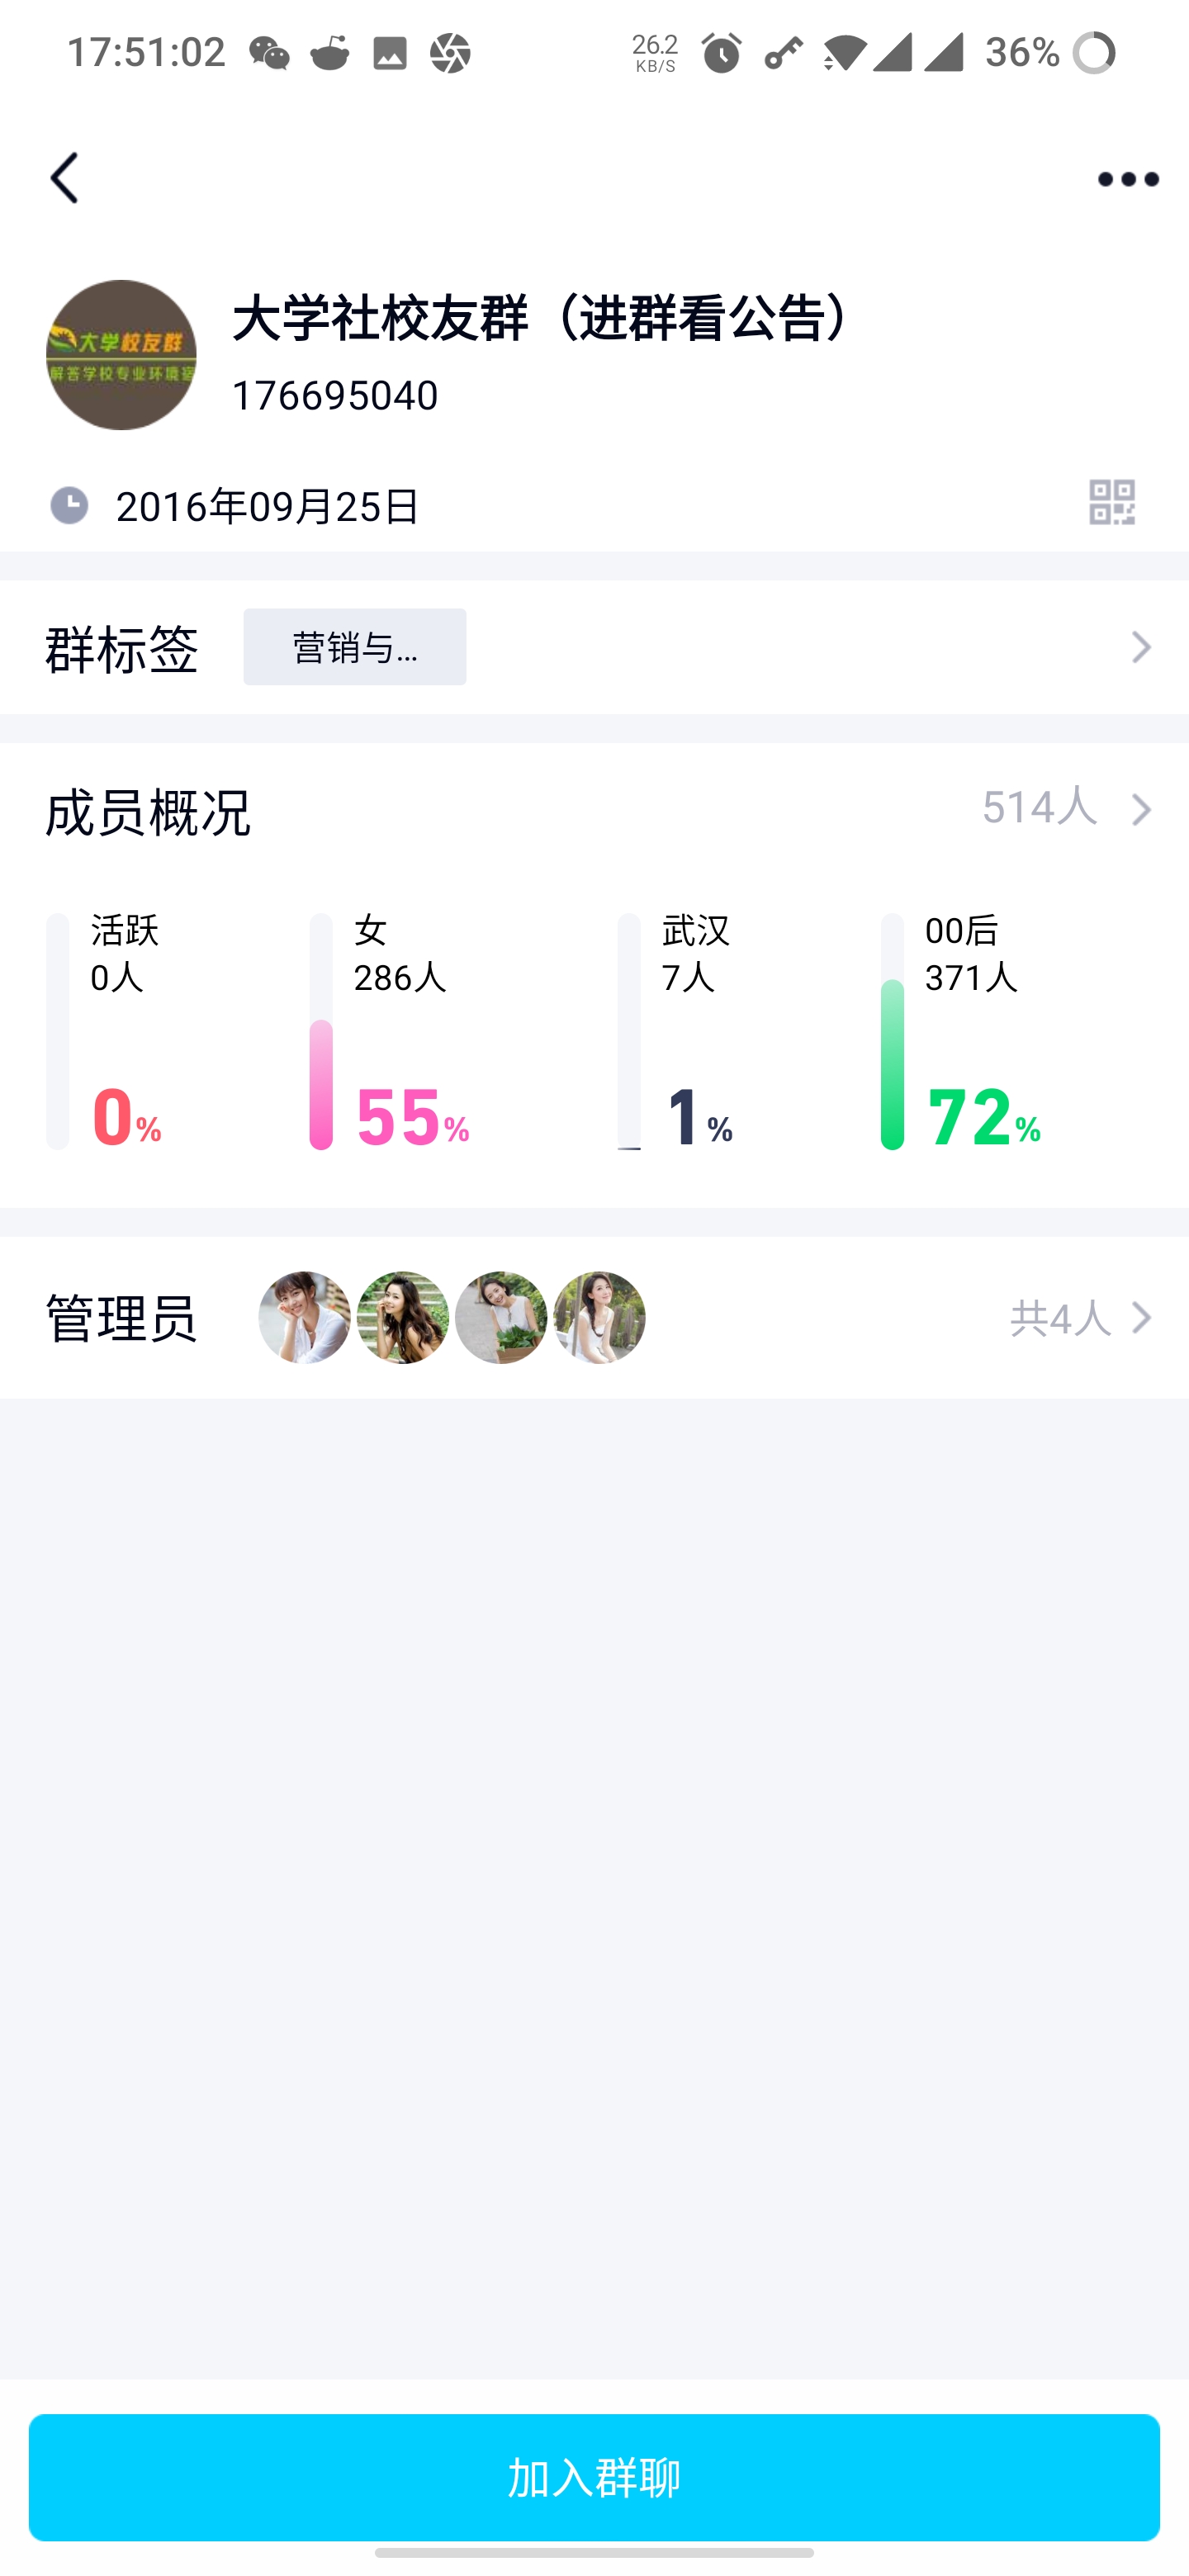 17:51:02
26.2
KB/S
36%
大学社校友群（进群看公告）
大学校友群
解答学校专业环境
176695040
2016年09月25日
群标签
营销与...
成员概况
514人
活跃
0人
0%
女
286人
55%
武汉
7人
1%
00后
371人
72%
管理员
共4人
加入群聊